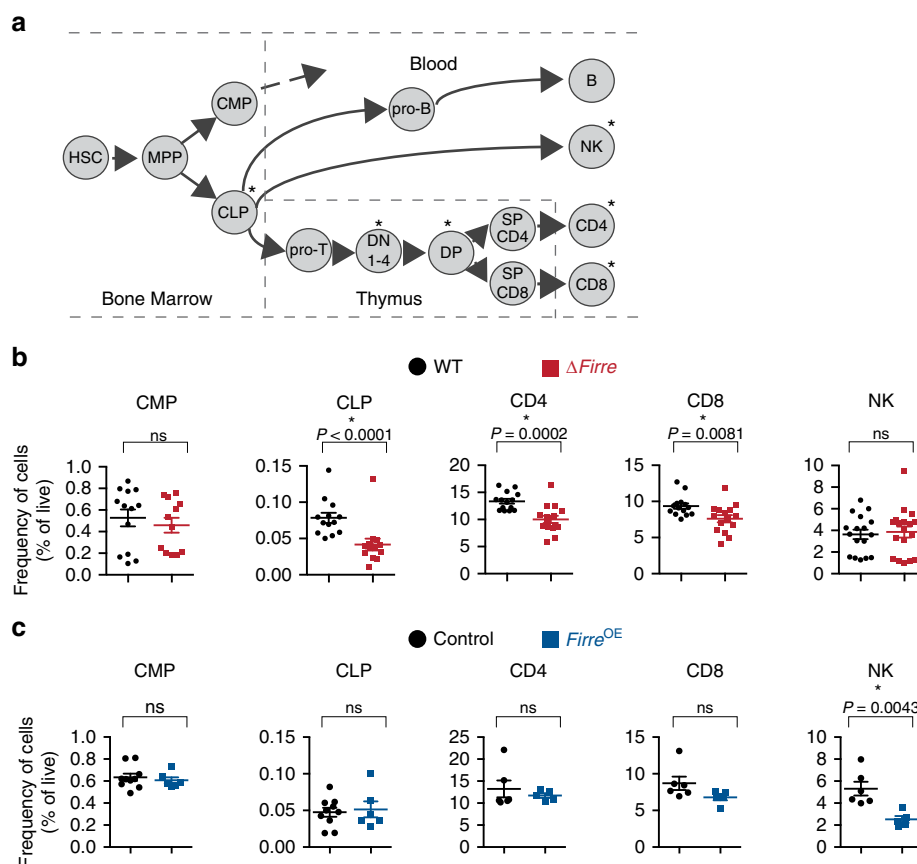 a
Blood
B
CMP
pro-B
HSC
MPP
NK
*
CLP
*
pro-T
DN
1-4
*
DP
*
SP
CD4
CD4
*
SP
CD8
CD8
*
Bone Marrow
Thymus
b
WT
ΔFirre
CMP
CLP
CD4
CD8
NK
ns
*
P < 0.0001
*
P = 0.0002
*
P = 0.0081
ns
Frequency of cells
(% of live)
1.0
0.8
0.6
0.4
0.2
0.0
0.15
0.10
0.05
0.00
20
15
10
5
0
15
10
5
0
10
8
6
4
2
0
c
Control
Firre^OE
CMP
CLP
CD4
CD8
NK
ns
ns
ns
ns
*
P = 0.0043
Frequency of cells
(% of live)
1.0
0.8
0.6
0.4
0.2
0.0
0.15
0.10
0.05
0.00
25
20
15
10
5
0
15
10
5
0
10
8
6
4
2
0